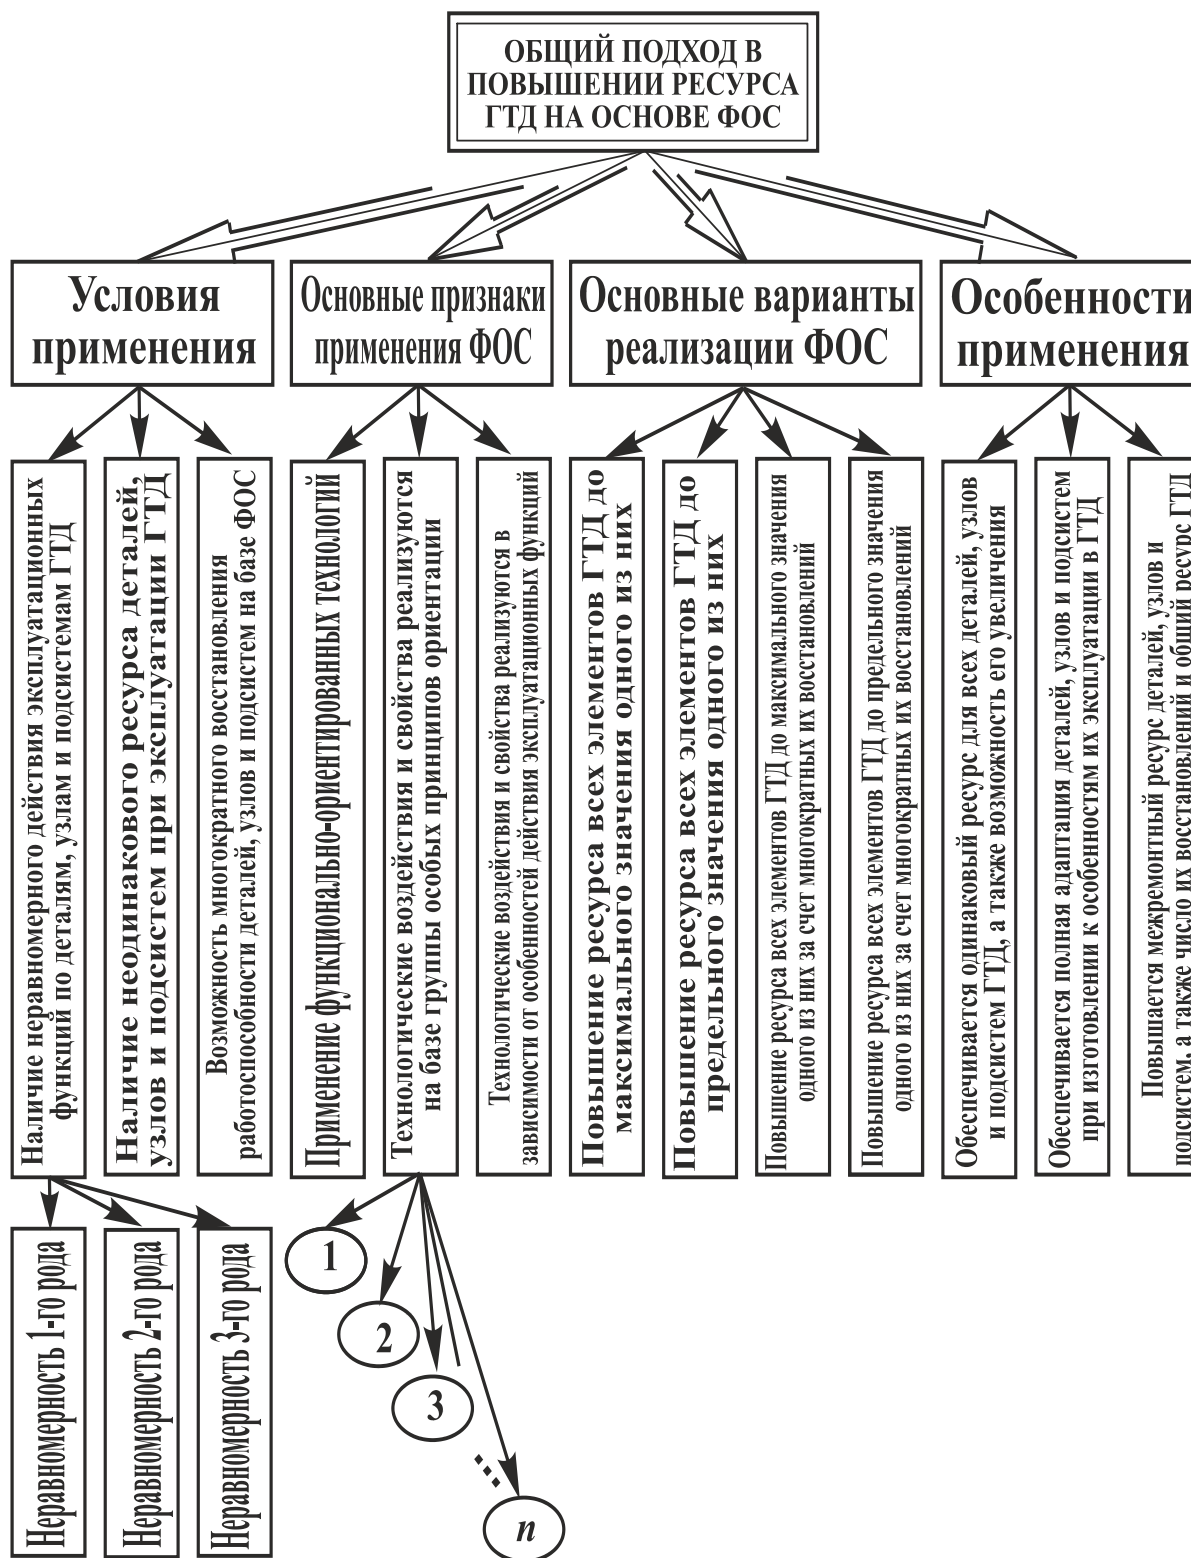 ОБЩИЙ ПОДХОД В
ПОВЫШЕНИИ РЕСУРСА
ГТД НА ОСНОВЕ ФОС
Условия
применения
Основные признаки
применения ФОС
Основные варианты
реализации ФОС
Особенности
применения
Наличие неравномерного действия эксплуатационных
функций по деталям, узлам и подсистемам ГТД
Наличие неодинакового ресурса деталей,
узлов и подсистем при эксплуатации ГТД
Возможность многократного восстановления
работоспособности деталей, узлов и подсистем на базе ФОС
Применение функционально-ориентированных технологий
Технологические воздействия и свойства реализуются
на базе группы особых принципов ориентации
Технологические воздействия и свойства реализуются в
зависимости от особенностей действия эксплуатационных функций
Повышение ресурса всех элементов ГТД до
максимального значения одного из них
Повышение ресурса всех элементов ГТД до
предельного значения одного из них
Повышение ресурса всех элементов ГТД до максимального значения
одного из них за счет многократных их восстановлений
Повышение ресурса всех элементов ГТД до предельного значения
одного из них за счет многократных их восстановлений
Обеспечивается одинаковый ресурс для всех деталей, узлов
и подсистем ГТД, а также возможность его увеличения
Обеспечивается полная адаптация деталей, узлов и подсистем
при изготовлении к особенностям их эксплуатации в ГТД
Повышается межремонтный ресурс деталей, узлов и
подсистем, а также число их восстановлений и общий ресурс ГТД
Неравномерность 1-го рода
Неравномерность 2-го рода
Неравномерность 3-го рода
1
2
3
n